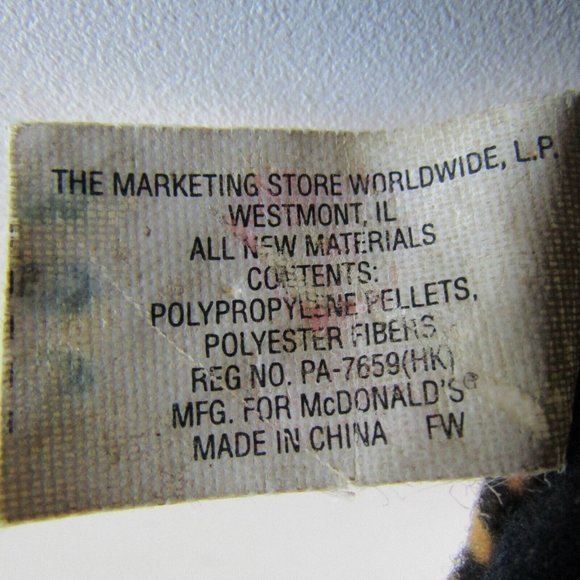 THE MARKETING STORE WORLDWIDE, L.P.
WESTMONT, IL
ALL NEW MATERIALS
CONTENTS:
POLYPROPYLENE PELLETS,
POLYESTER FIBERS
REG NO. PA-7659(HK)
MFG. FOR McDONALD'S®
MADE IN CHINA FW